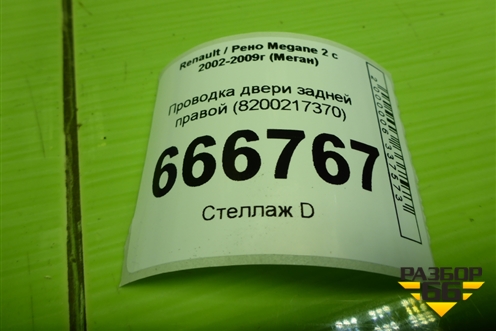 Renault / Рено Megane 2 с
2002-2009г (Меган)
Проводка двери задней
правой (8200217370)
666767
Стеллаж D
РАЗБОР
66